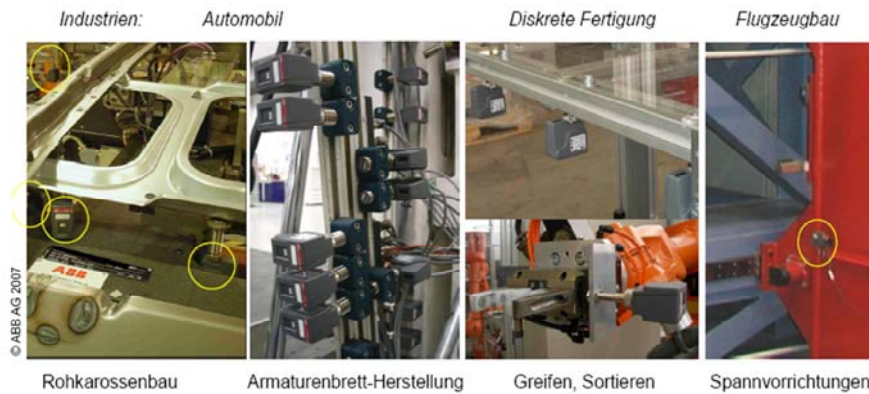 Industrien: Automobil Diskrete Fertigung Flugzeugbau
ABB
© ABB AG 2007
Rohkarossenbau Armaturenbrett-Herstellung Greifen, Sortieren Spannvorrichtungen